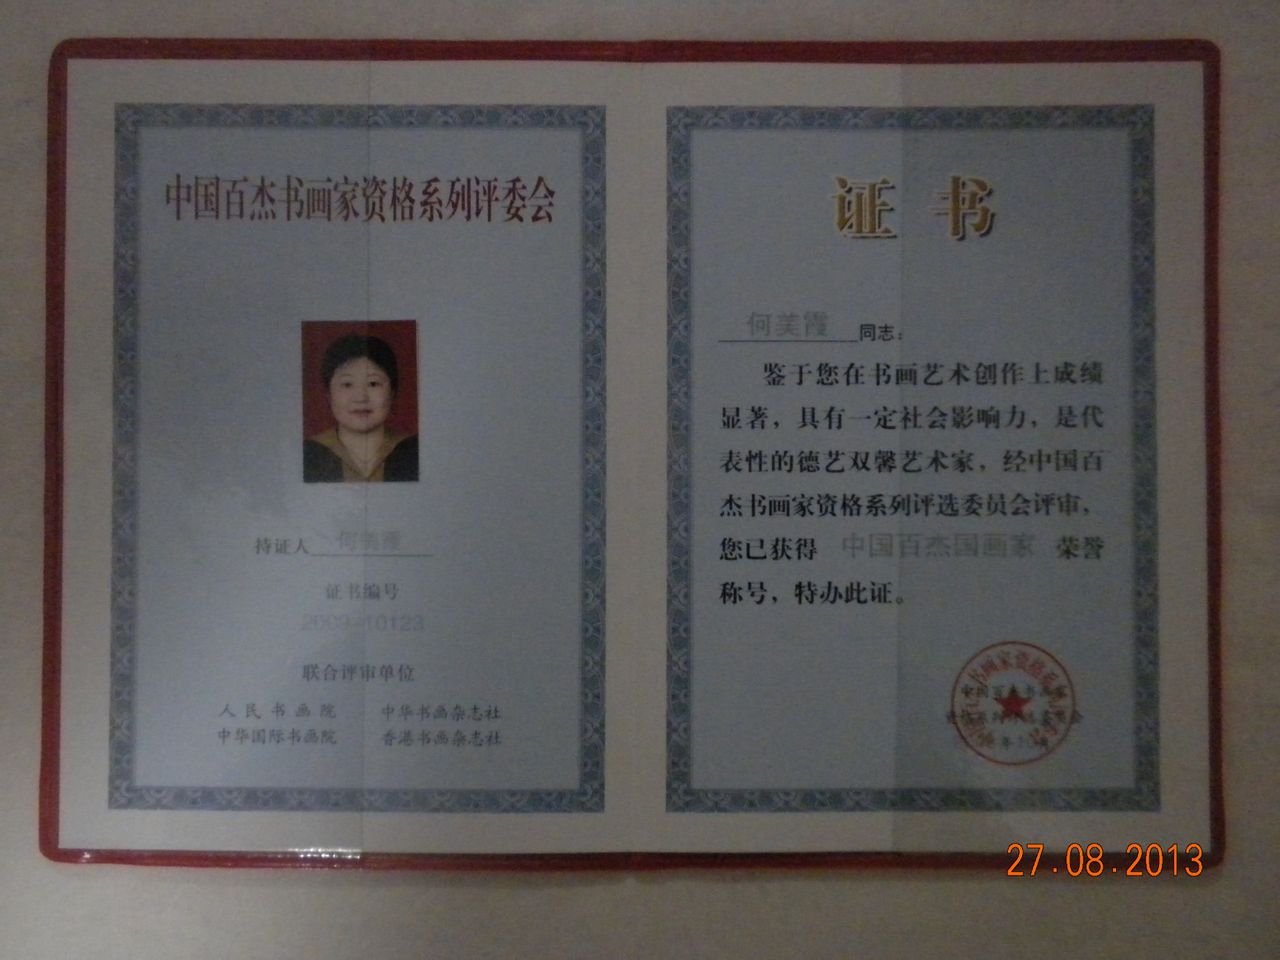 中国百杰书画家资格系列评委会
持证人 何美霞
证书编号
2009-10123
联合评审单位
人民书画院 中华书画杂志社
中华国际书画院 香港书画杂志社
证书
何美霞同志：
鉴于您在书画艺术创作上成绩
显著，具有一定社会影响力，是代
表性的德艺双馨艺术家，经中国百
杰书画家资格系列评选委员会评审，
您已获得 中国百杰国画家 荣誉
称号，特办此证。
27.08.2013